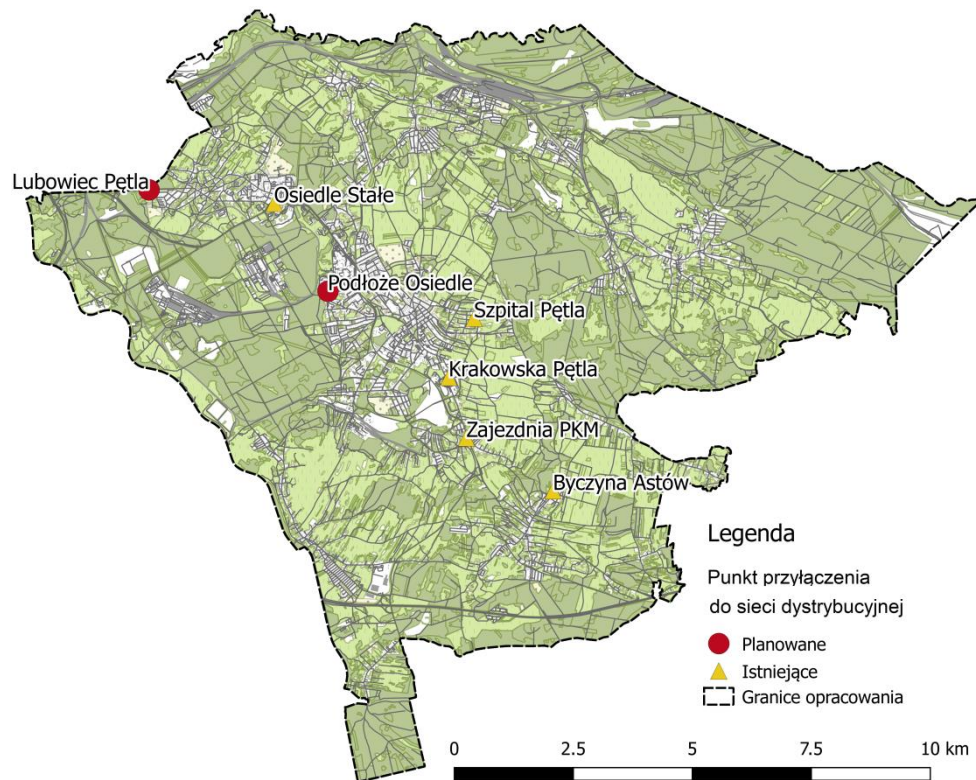 Lubowiec Pętla
Osiedle Stałe
Podłoże Osiedle
Szpital Pętla
Krakowska Pętla
Zajezdnia PKM
Byczyna Astów
Legenda
Punkt przyłączenia
do sieci dystrybucyjnej
Planowane
Istniejące
Granice opracowania
0 2.5 5 7.5 10 km